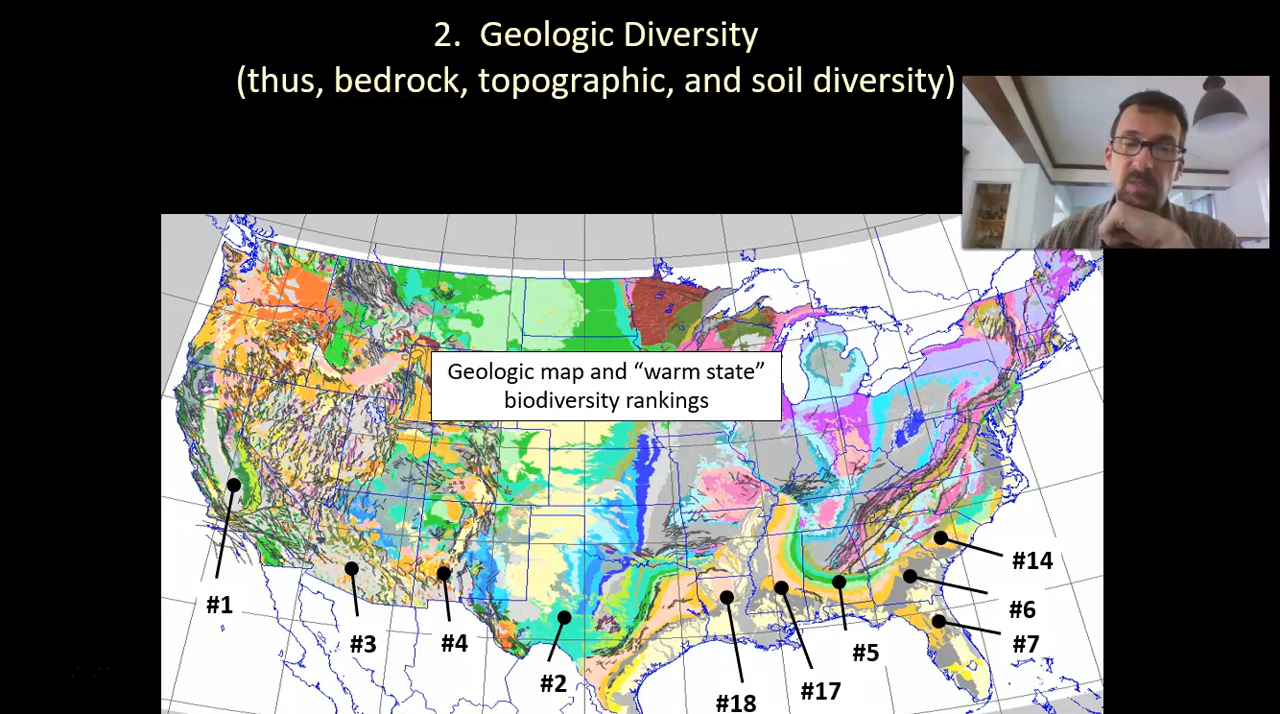 2. Geologic Diversity
(thus, bedrock, topographic, and soil diversity)
Geologic map and “warm state”
biodiversity rankings
#1
#3
#4
#2
#18
#17
#5
#7
#6
#14